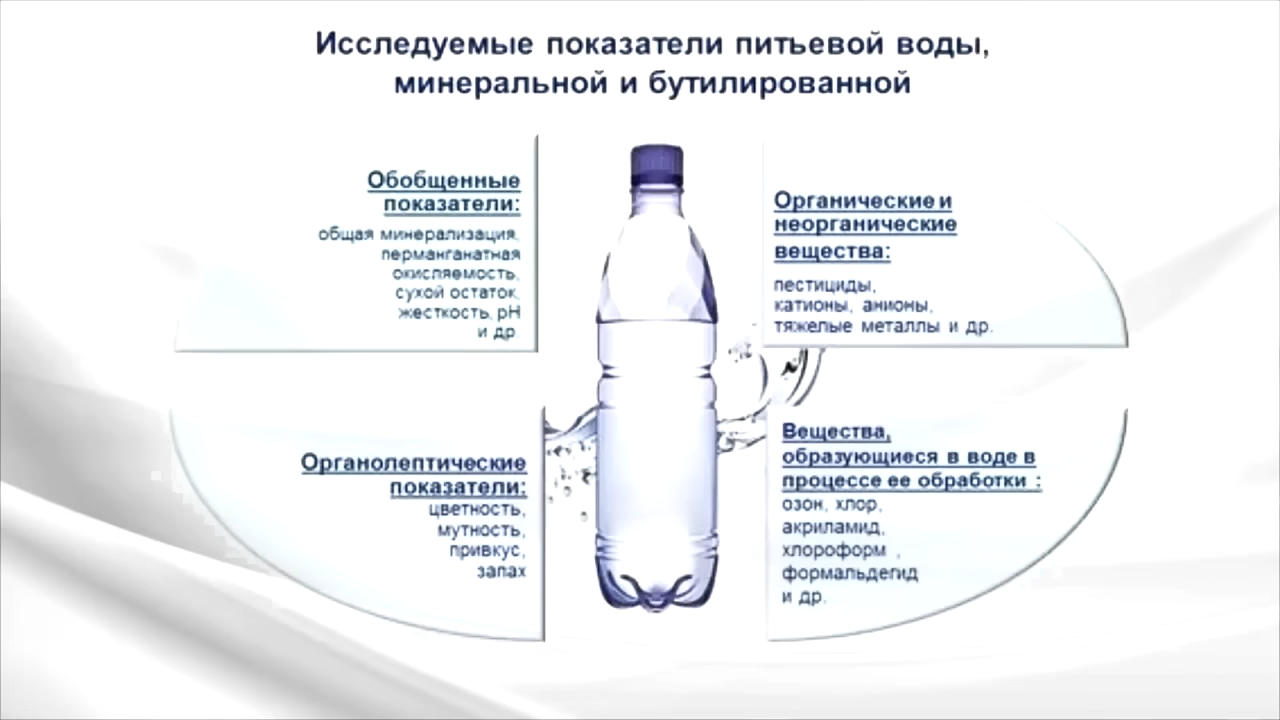 Исследуемые показатели питьевой воды,
минеральной и бутилированной
Обобщенные
показатели:
общая минерализация,
перманганатная
окисляемость,
сухой остаток,
жесткость, рН
и др.
Органические и
неорганические
вещества:
пестициды,
катионы, анионы,
тяжелые металлы и др.
Органолептические
показатели:
цветность,
мутность,
привкус,
запах
Вещества,
образующиеся в воде в
процессе ее обработки :
озон, хлор,
акриламид,
хлороформ ,
формальдегид
и др.